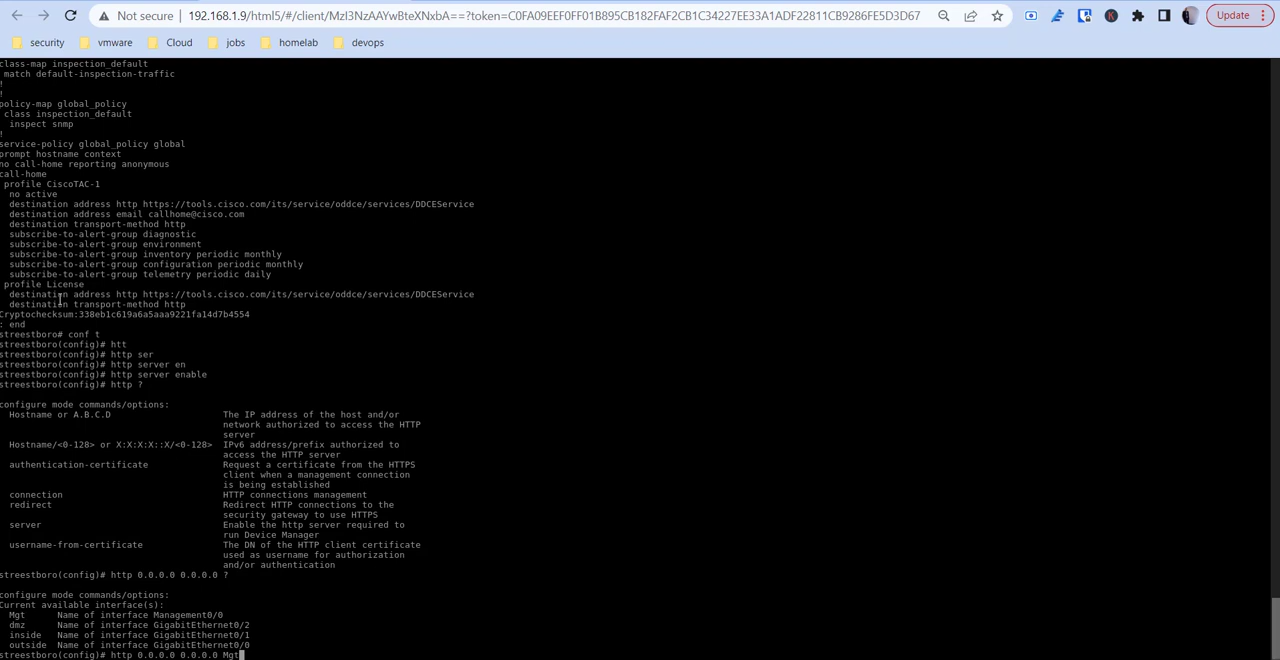 Not secure | 192.168.1.9/html5/#/client/MzI3NzAAYwBteXNxbA==?token=C0FA09EEF0FF01B895CB182FAF2CB1C34227EE33A1ADF22811CB9286FE5D3D67
Update
security vmware Cloud jobs homelab devops
class-map inspection_default
match default-inspection-traffic
!
!
policy-map global_policy
class inspection_default
inspect snmp
!
service-policy global_policy global
prompt hostname context
no call-home reporting anonymous
call-home
profile CiscoTAC-1
no active
destination address http https://tools.cisco.com/its/service/oddce/services/DDCEService
destination address email callhome@cisco.com
destination transport-method http
subscribe-to-alert-group diagnostic
subscribe-to-alert-group environment
subscribe-to-alert-group inventory periodic monthly
subscribe-to-alert-group configuration periodic monthly
subscribe-to-alert-group telemetry periodic daily
profile License
destination address http https://tools.cisco.com/its/service/oddce/services/DDCEService
destination transport-method http
Cryptochecksum:338eb1c619a6a5aaa9221fa14d7b4554
: end
streestboro# conf t
streestboro(config)# htt
streestboro(config)# http ser
streestboro(config)# http server en
streestboro(config)# http server enable
streestboro(config)# http ?
configure mode commands/options:
Hostname or A.B.C.D The IP address of the host and/or
network authorized to access the HTTP
server
Hostname/<0-128> or X:X:X:X::X/<0-128> IPv6 address/prefix authorized to
access the HTTP server
authentication-certificate Request a certificate from the HTTPS
client when a management connection
is being established
connection HTTP connections management
redirect Redirect HTTP connections to the
security gateway to use HTTPS
server Enable the http server required to
run Device Manager
username-from-certificate The DN of the HTTP client certificate
used as username for authorization
and/or authentication
streestboro(config)# http 0.0.0.0 0.0.0.0 ?
configure mode commands/options:
Current available interface(s):
Mgt Name of interface Management0/0
dmz Name of interface GigabitEthernet0/2
inside Name of interface GigabitEthernet0/1
outside Name of interface GigabitEthernet0/0
streestboro(config)# http 0.0.0.0 0.0.0.0 Mgt